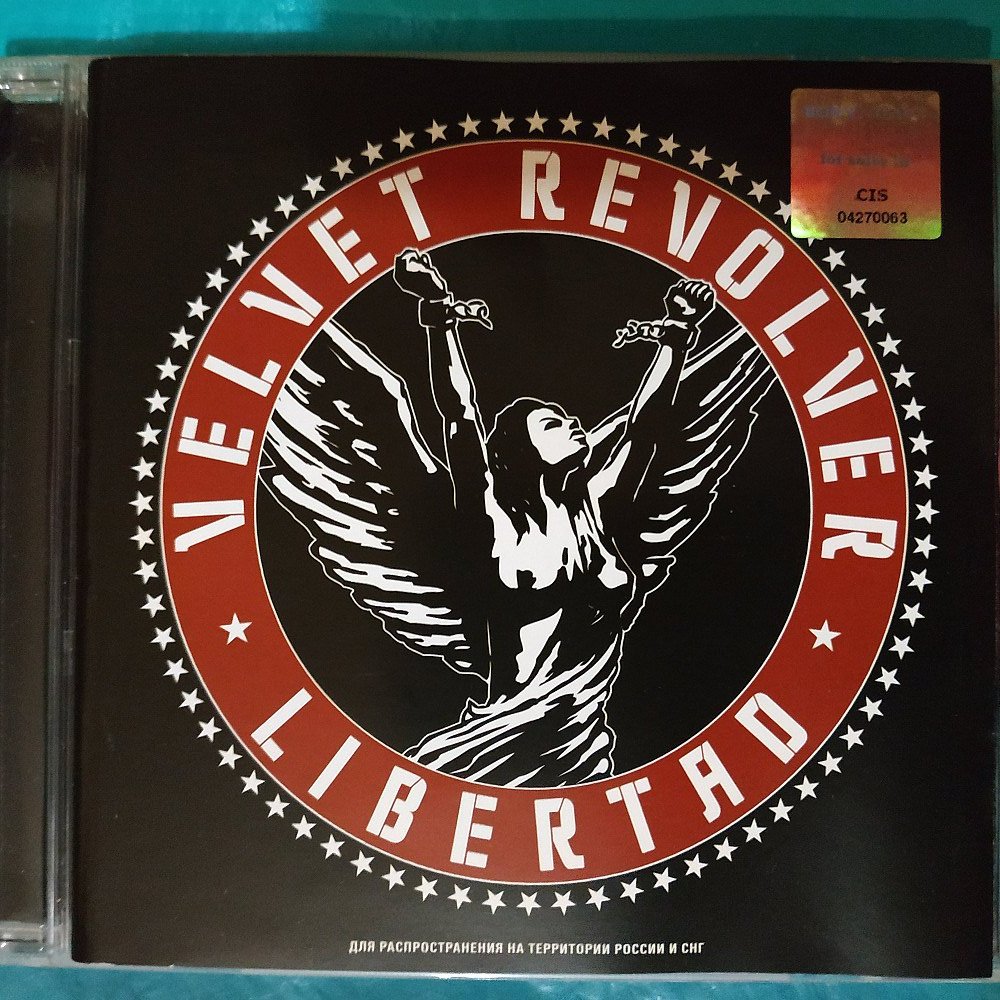 VELVET REVOLVER
LIBERTAD
CIS
04270063
ДЛЯ РАСПРОСТРАНЕНИЯ НА ТЕРРИТОРИИ РОССИИ И СНГ